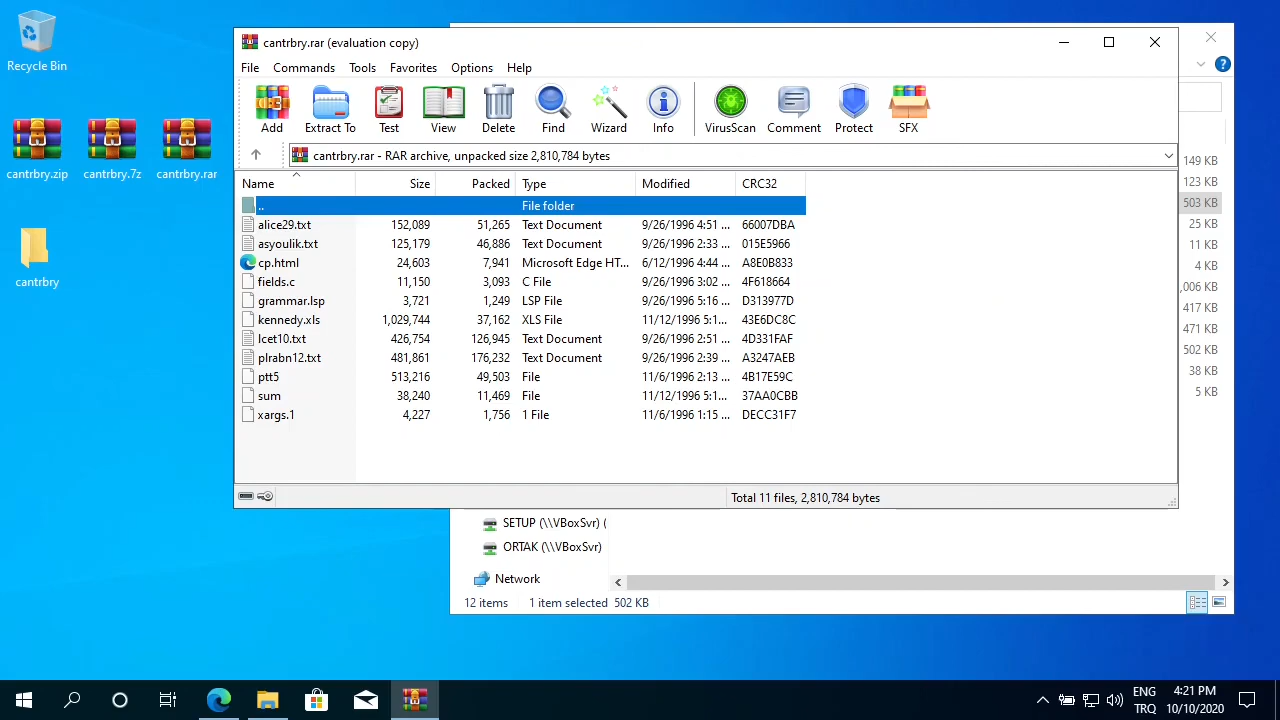 Recycle Bin
cantrbry.zip
cantrbry.7z
cantrbry.rar
cantrbry
cantrbry.rar (evaluation copy)
File Commands Tools Favorites Options Help
Add Extract To Test View Delete Find Wizard Info VirusScan Comment Protect SFX
cantrbry.rar - RAR archive, unpacked size 2,810,784 bytes
Name Size Packed Type Modified CRC32
.. File folder
alice29.txt 152,089 51,265 Text Document 9/26/1996 4:51 ... 66007DBA
asyoulik.txt 125,179 46,886 Text Document 9/26/1996 2:33 ... 015E5966
cp.html 24,603 7,941 Microsoft Edge HT... 6/12/1996 4:44 ... A8E0B833
fields.c 11,150 3,093 C File 9/26/1996 3:02 ... 4F618664
grammar.lsp 3,721 1,249 LSP File 9/26/1996 5:16 ... D313977D
kennedy.xls 1,029,744 37,162 XLS File 11/12/1996 5:1... 43E6DC8C
lcet10.txt 426,754 126,945 Text Document 9/26/1996 2:51 ... 4D331FAF
plrabn12.txt 481,861 176,232 Text Document 9/26/1996 2:39 ... A3247AEB
ptt5 513,216 49,503 File 11/6/1996 2:13 ... 4B17E59C
sum 38,240 11,469 File 11/12/1996 5:1... 37AA0CBB
xargs.1 4,227 1,756 1 File 11/6/1996 1:15 ... DECC31F7
Total 11 files, 2,810,784 bytes
149 KB
123 KB
503 KB
25 KB
11 KB
4 KB
,006 KB
417 KB
471 KB
502 KB
38 KB
5 KB
SETUP (\\VBoxSvr) (
ORTAK (\\VBoxSvr)
Network
12 items 1 item selected 502 KB
ENG
TRQ
4:21 PM
10/10/2020